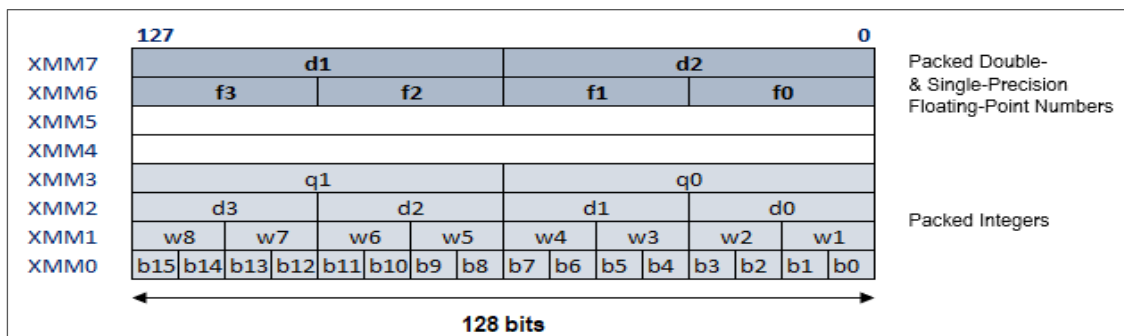 127 0
XMM7 d1 d2
XMM6 f3 f2 f1 f0
XMM5
XMM4
XMM3 q1 q0
XMM2 d3 d2 d1 d0
XMM1 w8 w7 w6 w5 w4 w3 w2 w1
XMM0 b15 b14 b13 b12 b11 b10 b9 b8 b7 b6 b5 b4 b3 b2 b1 b0
128 bits
Packed Double-
& Single-Precision
Floating-Point Numbers
Packed Integers